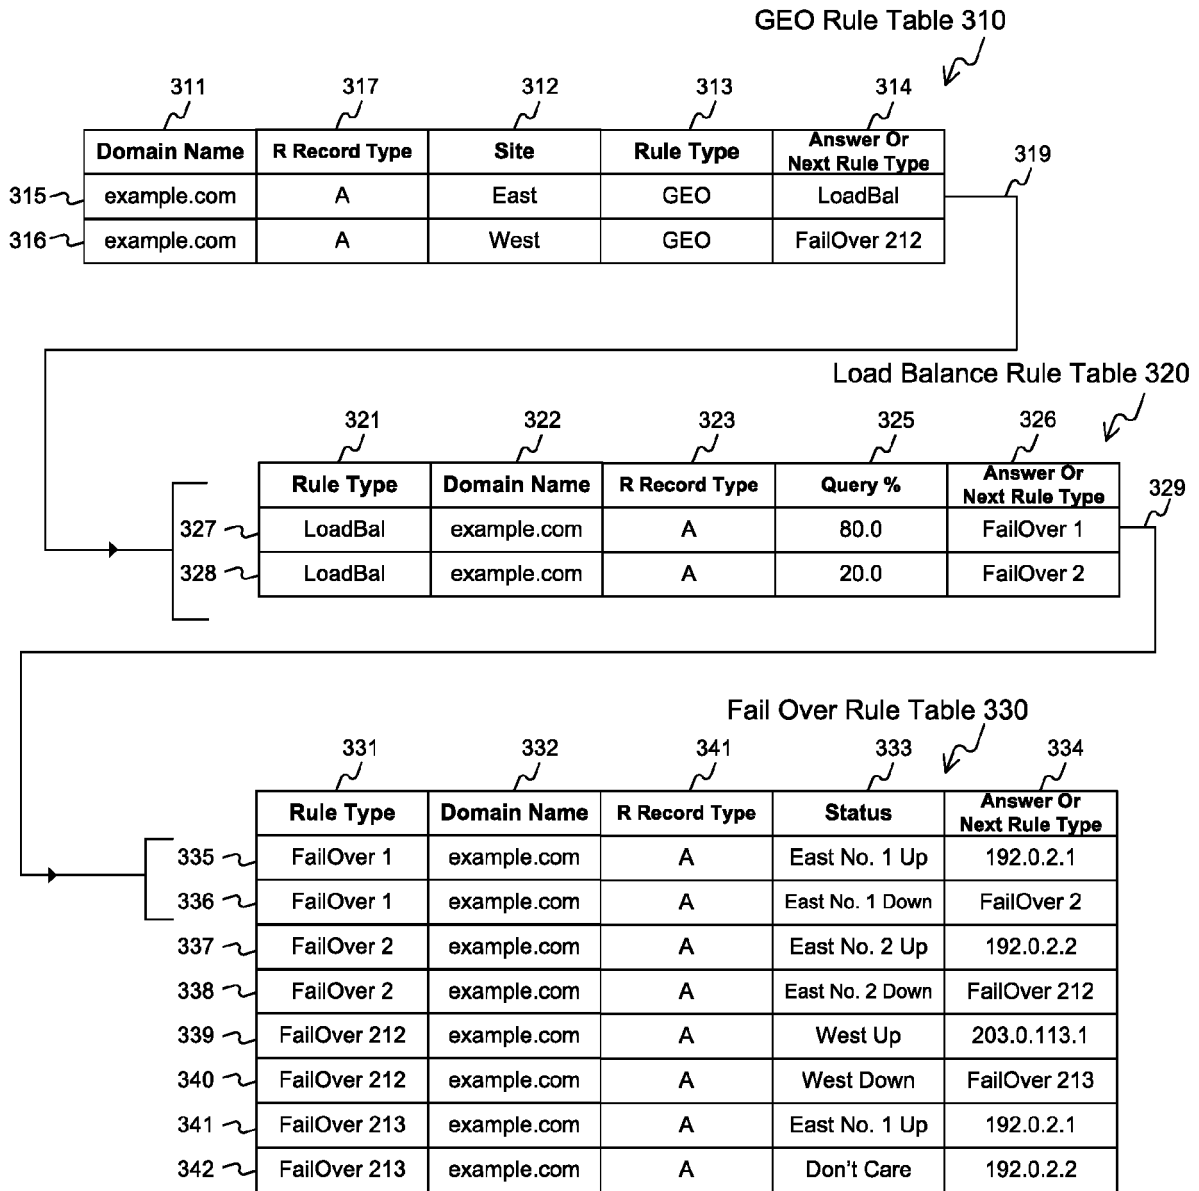 GEO Rule Table 310
311 317 312 313 314
Domain Name R Record Type Site Rule Type Answer Or Next Rule Type
319
315 example.com A East GEO LoadBal
316 example.com A West GEO FailOver 212
Load Balance Rule Table 320
321 322 323 325 326
Rule Type Domain Name R Record Type Query % Answer Or Next Rule Type
329
327 LoadBal example.com A 80.0 FailOver 1
328 LoadBal example.com A 20.0 FailOver 2
Fail Over Rule Table 330
331 332 341 333 334
Rule Type Domain Name R Record Type Status Answer Or Next Rule Type
335 FailOver 1 example.com A East No. 1 Up 192.0.2.1
336 FailOver 1 example.com A East No. 1 Down FailOver 2
337 FailOver 2 example.com A East No. 2 Up 192.0.2.2
338 FailOver 2 example.com A East No. 2 Down FailOver 212
339 FailOver 212 example.com A West Up 203.0.113.1
340 FailOver 212 example.com A West Down FailOver 213
341 FailOver 213 example.com A East No. 1 Up 192.0.2.1
342 FailOver 213 example.com A Don't Care 192.0.2.2